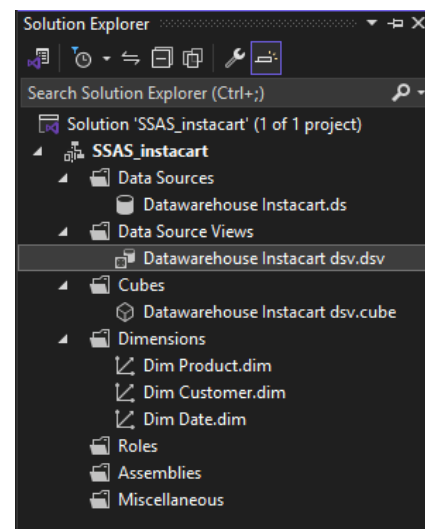 Solution Explorer
Search Solution Explorer (Ctrl+;)
Solution 'SSAS_instacart' (1 of 1 project)
SSAS_instacart
Data Sources
Datawarehouse Instacart.ds
Data Source Views
Datawarehouse Instacart dsv.dsv
Cubes
Datawarehouse Instacart dsv.cube
Dimensions
Dim Product.dim
Dim Customer.dim
Dim Date.dim
Roles
Assemblies
Miscellaneous